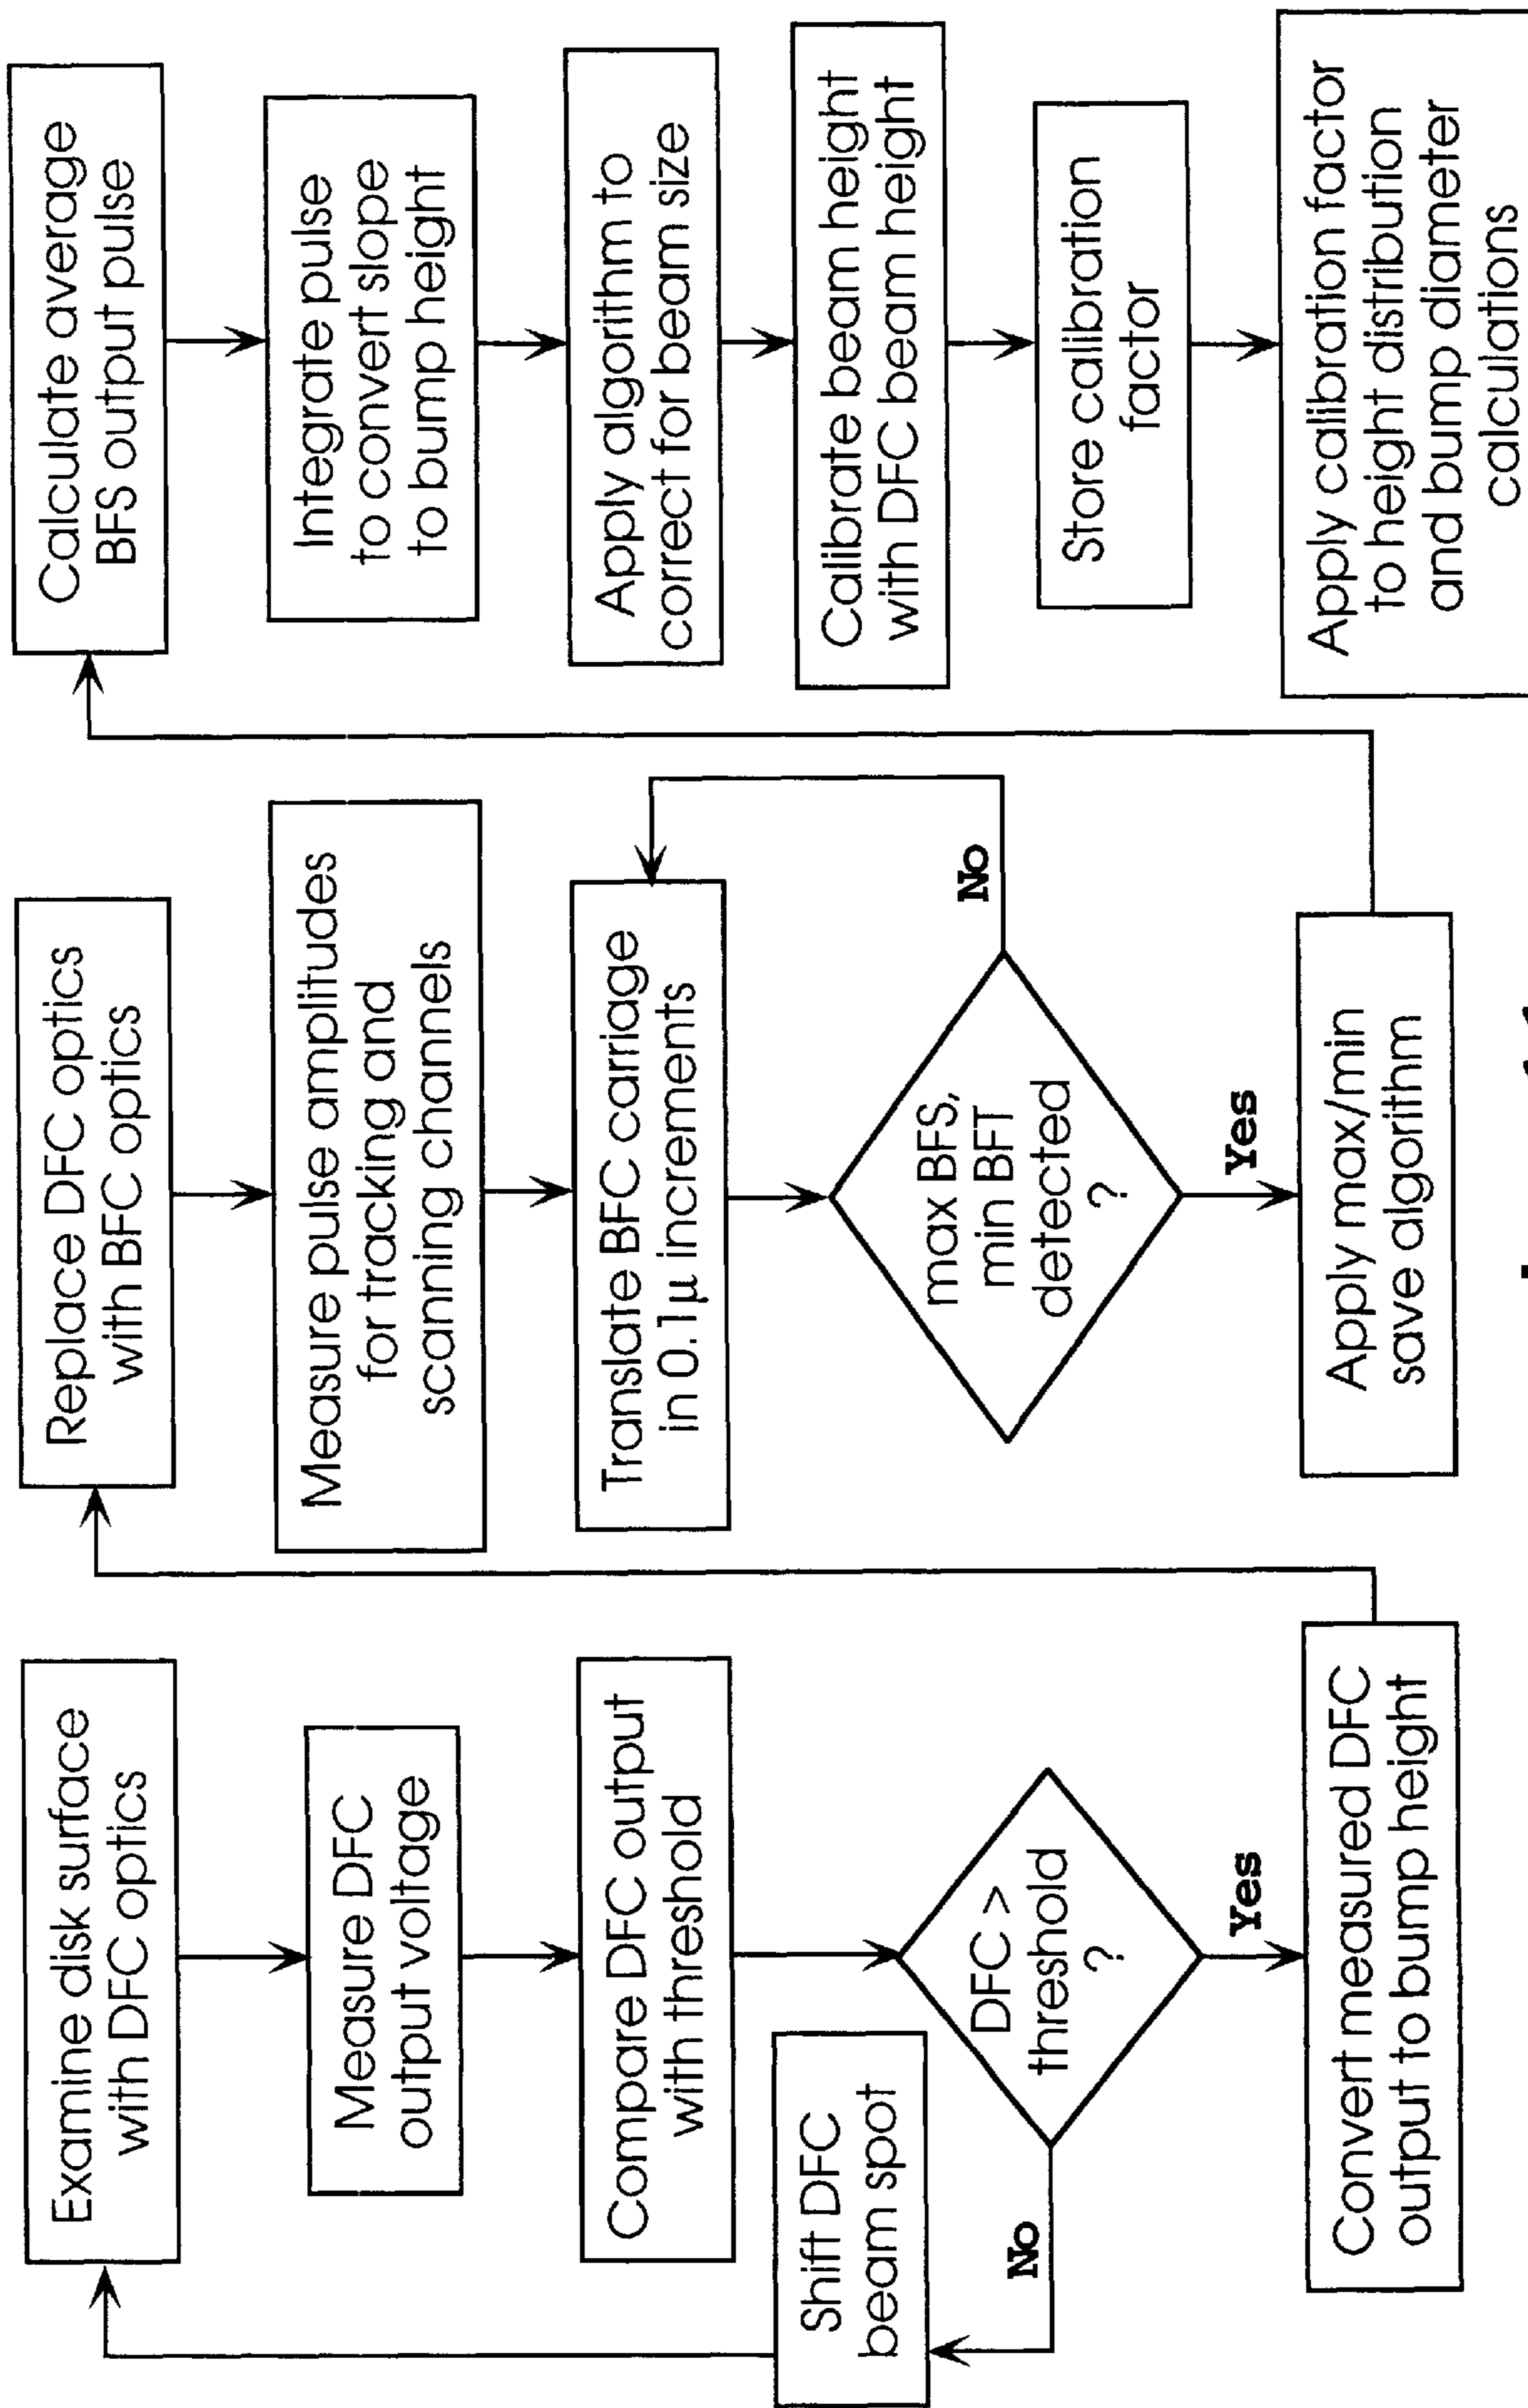 Examine disk surface
with DFC optics
Measure DFC
output voltage
Compare DFC output
with threshold
Shift DFC
beam spot
DFC >
threshold
?
No
Yes
Convert measured DFC
output to bump height
Replace DFC optics
with BFC optics
Measure pulse amplitudes
for tracking and
scanning channels
Translate BFC carriage
in 0.1μ increments
max BFS,
min BFT
detected
?
No
Yes
Apply max/min
save algorithm
Calculate average
BFS output pulse
Integrate pulse
to convert slope
to bump height
Apply algorithm to
correct for beam size
Calibrate beam height
with DFC beam height
Store calibration
factor
Apply calibration factor
to height distribution
and bump diameter
calculations